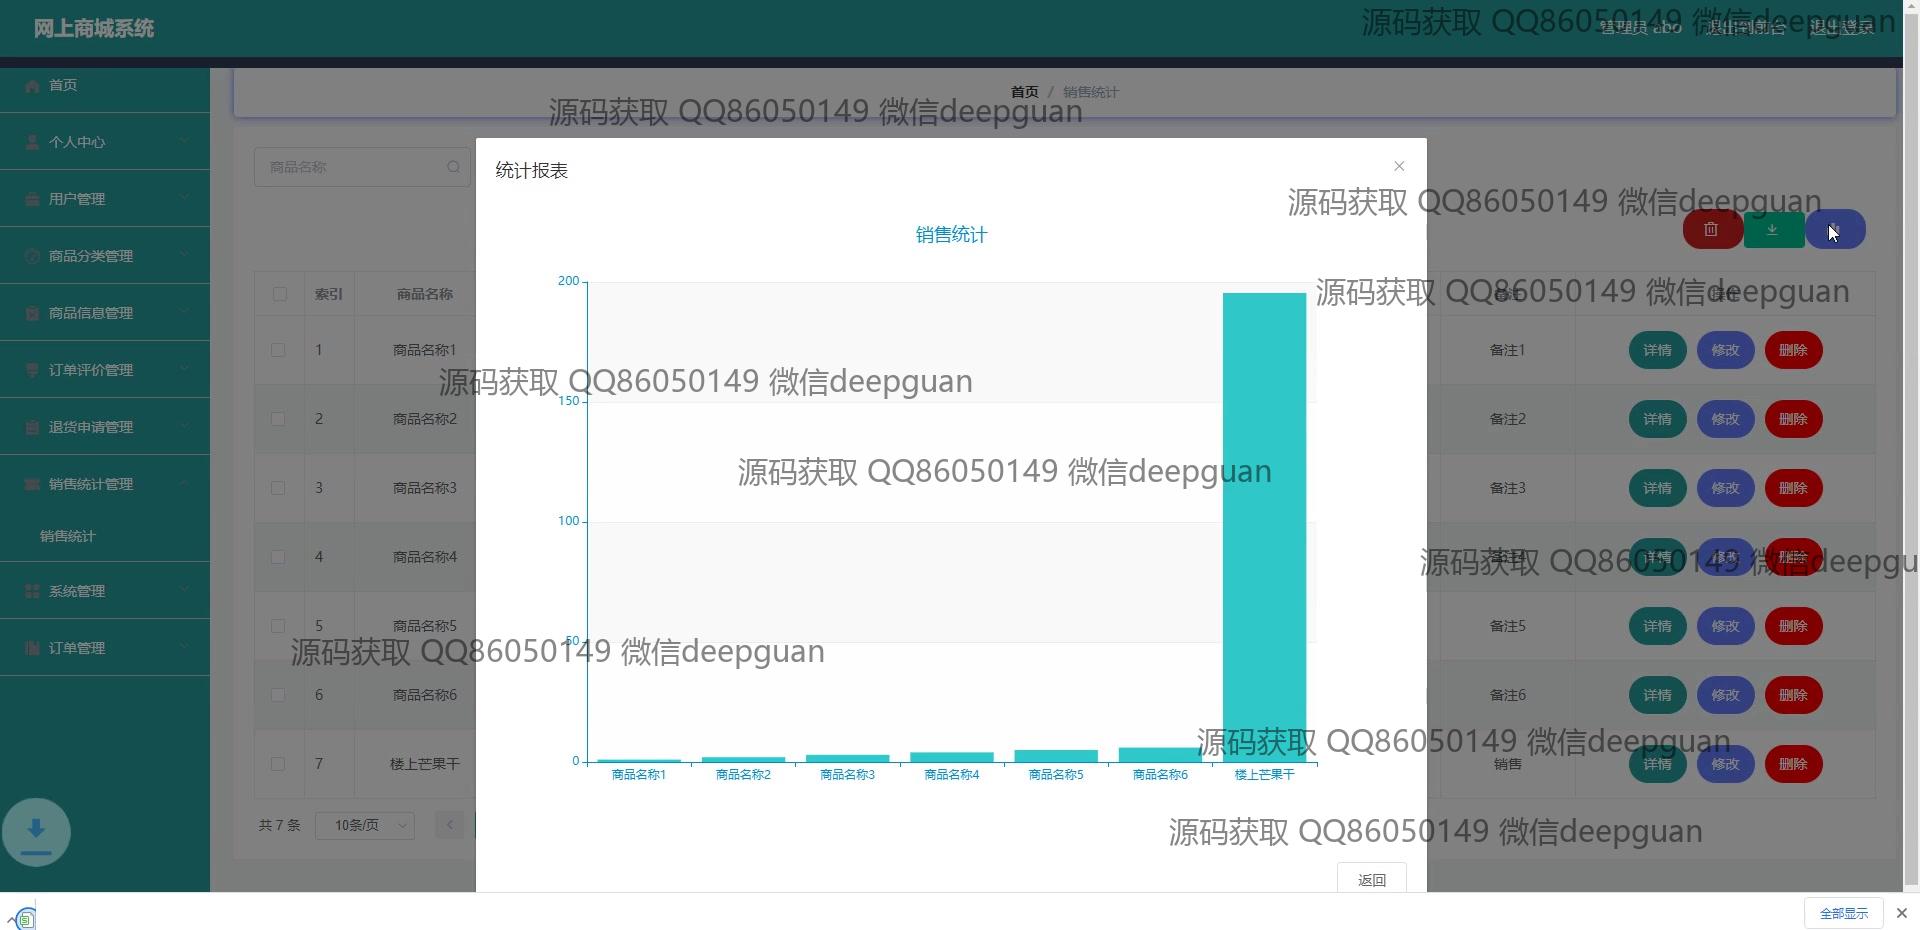 网上商城系统
源码获取 QQ86050149 微信deepguan
管理员 abo 退出到前台 退出登录
首页
首页 / 销售统计
源码获取 QQ86050149 微信deepguan
个人中心
商品名称
统计报表
用户管理
源码获取 QQ86050149 微信deepguan
销售统计
商品分类管理
200
索引 商品名称
备注 操作
源码获取 QQ86050149 微信deepguan
商品信息管理
1 商品名称1 备注1 详情 修改 删除
订单评价管理
源码获取 QQ86050149 微信deepguan
150
2 商品名称2 备注2 详情 修改 删除
退货申请管理
源码获取 QQ86050149 微信deepguan
销售统计管理
3 商品名称3 备注3 详情 修改 删除
100
销售统计
4 商品名称4 备注4 详情 修改 删除
源码获取 QQ86050149 微信deepgu
系统管理
5 商品名称5 备注5 详情 修改 删除
50
订单管理
源码获取 QQ86050149 微信deepguan
6 商品名称6 备注6 详情 修改 删除
源码获取 QQ86050149 微信deepguan
0
7 楼上芒果干 销售 详情 修改 删除
商品名称1 商品名称2 商品名称3 商品名称4 商品名称5 商品名称6 楼上芒果干
共 7 条 10条/页
源码获取 QQ86050149 微信deepguan
返回
全部显示